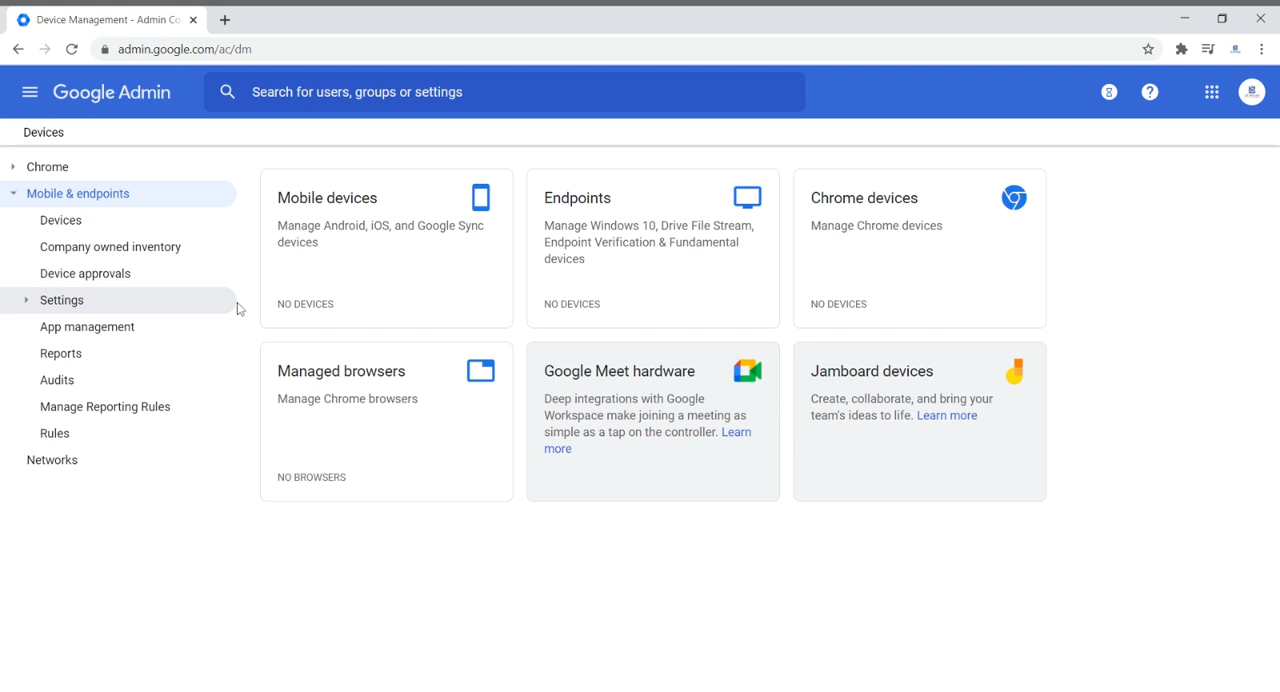 Device Management - Admin Co
admin.google.com/ac/dm
Google Admin
Search for users, groups or settings
Devices
Chrome
Mobile & endpoints
Devices
Company owned inventory
Device approvals
Settings
App management
Reports
Audits
Manage Reporting Rules
Rules
Networks
Mobile devices
Manage Android, iOS, and Google Sync
devices
NO DEVICES
Endpoints
Manage Windows 10, Drive File Stream,
Endpoint Verification & Fundamental
devices
NO DEVICES
Chrome devices
Manage Chrome devices
NO DEVICES
Managed browsers
Manage Chrome browsers
NO BROWSERS
Google Meet hardware
Deep integrations with Google
Workspace make joining a meeting as
simple as a tap on the controller. Learn
more
Jamboard devices
Create, collaborate, and bring your
team's ideas to life. Learn more